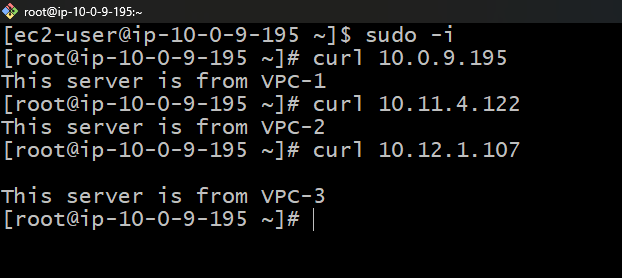 root@ip-10-0-9-195:~
[ec2-user@ip-10-0-9-195 ~]$ sudo -i
[root@ip-10-0-9-195 ~]# curl 10.0.9.195
This server is from VPC-1
[root@ip-10-0-9-195 ~]# curl 10.11.4.122
This server is from VPC-2
[root@ip-10-0-9-195 ~]# curl 10.12.1.107
This server is from VPC-3
[root@ip-10-0-9-195 ~]#